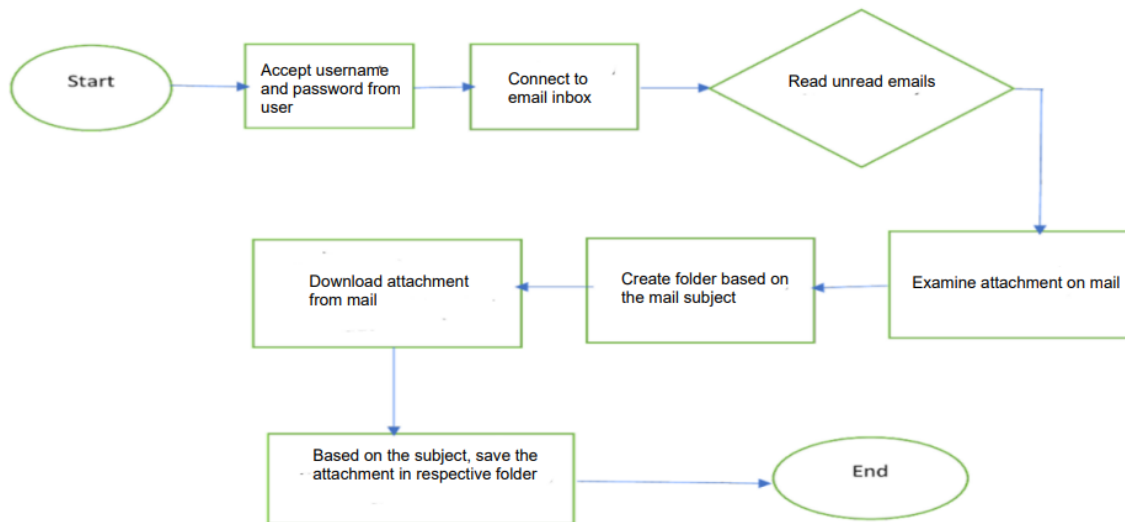 Start
Accept username
and password from
user
Connect to
email inbox
Read unread emails
Examine attachment on mail
Create folder based on
the mail subject
Download attachment
from mail
Based on the subject, save the
attachment in respective folder
End